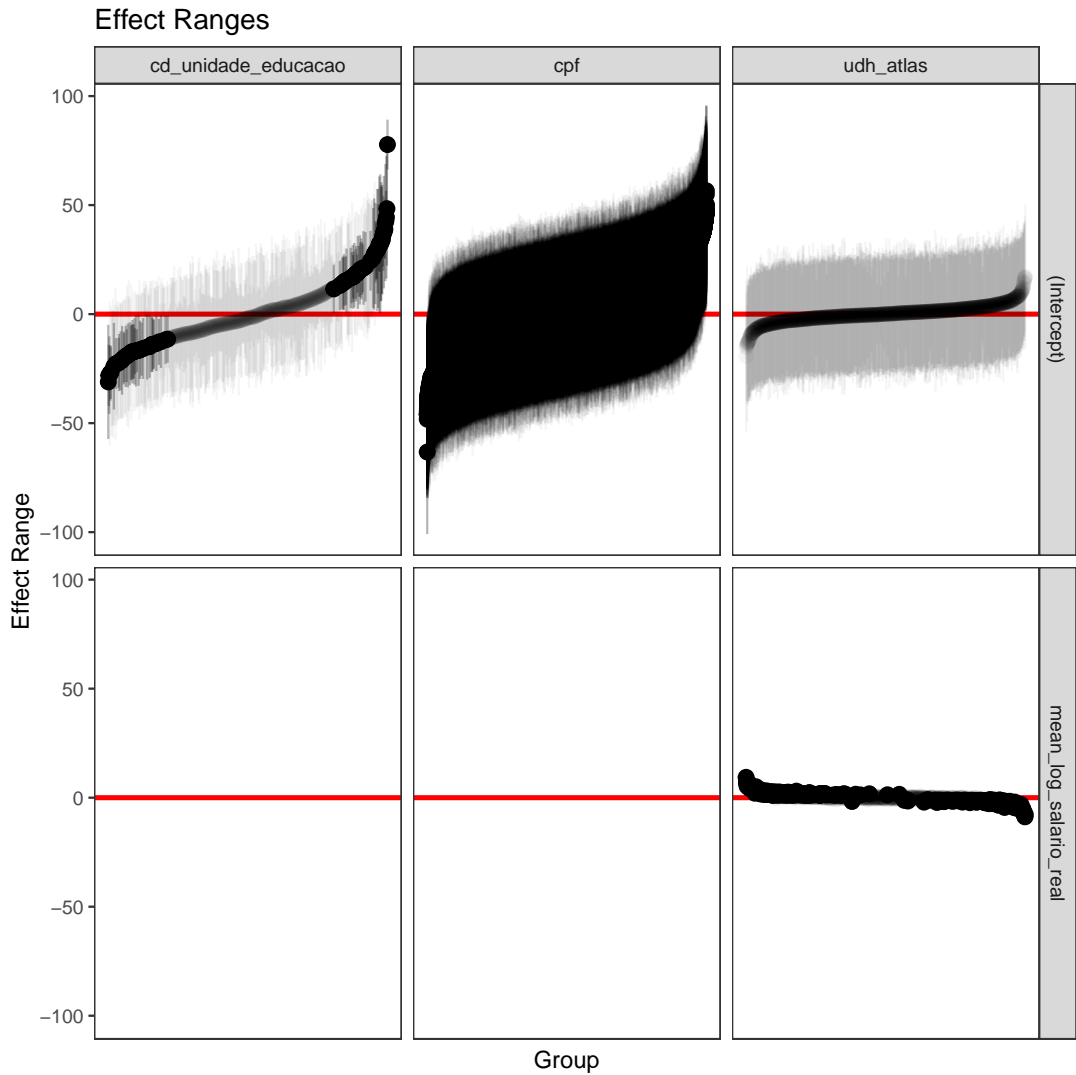 Effect Ranges
cd_unidade_educacao
cpf
udh_atlas
100
50
0
−50
−100
(Intercept)
100
50
0
−50
−100
mean_log_salario_real
Effect Range
Group